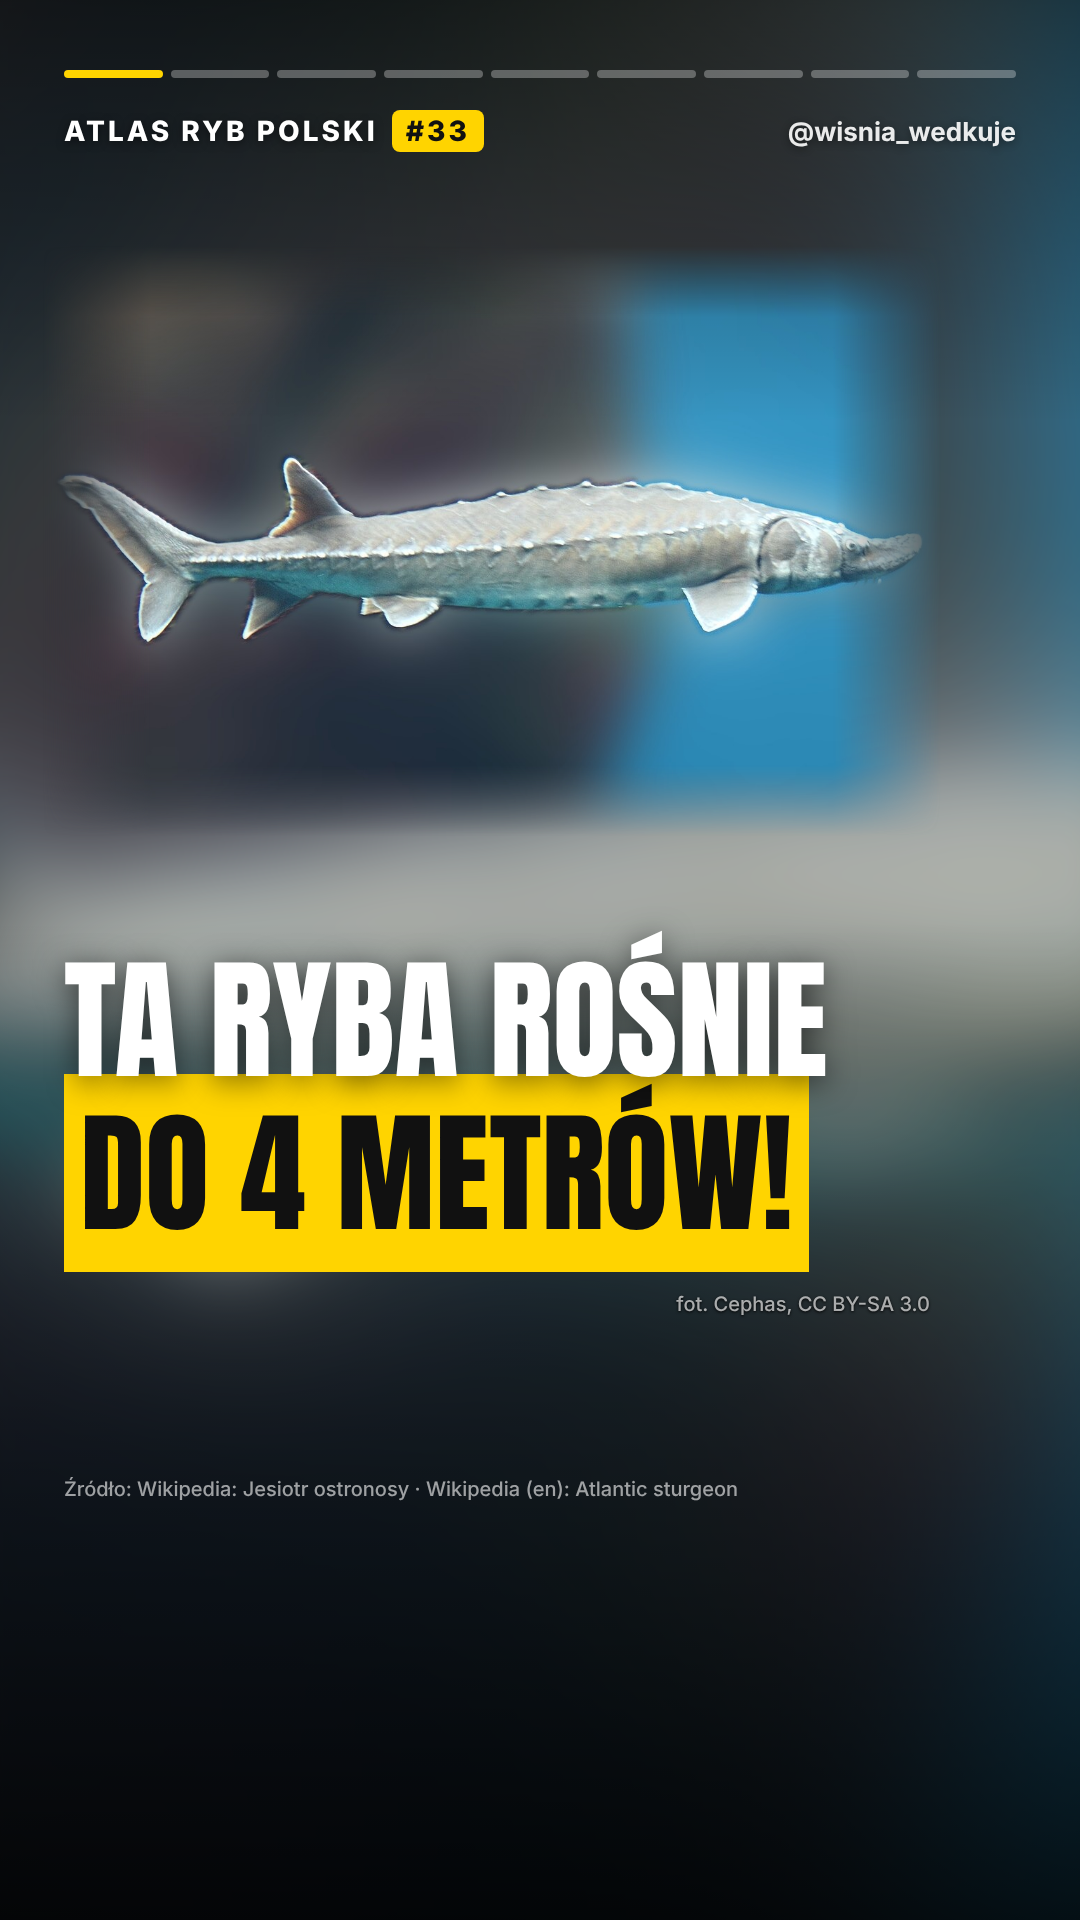 ATLAS RYB POLSKI #33
@wisnia_wedkuje
TA RYBA ROŚNIE
DO 4 METRÓW!
fot. Cephas, CC BY-SA 3.0
Źródło: Wikipedia: Jesiotr ostronosy · Wikipedia (en): Atlantic sturgeon